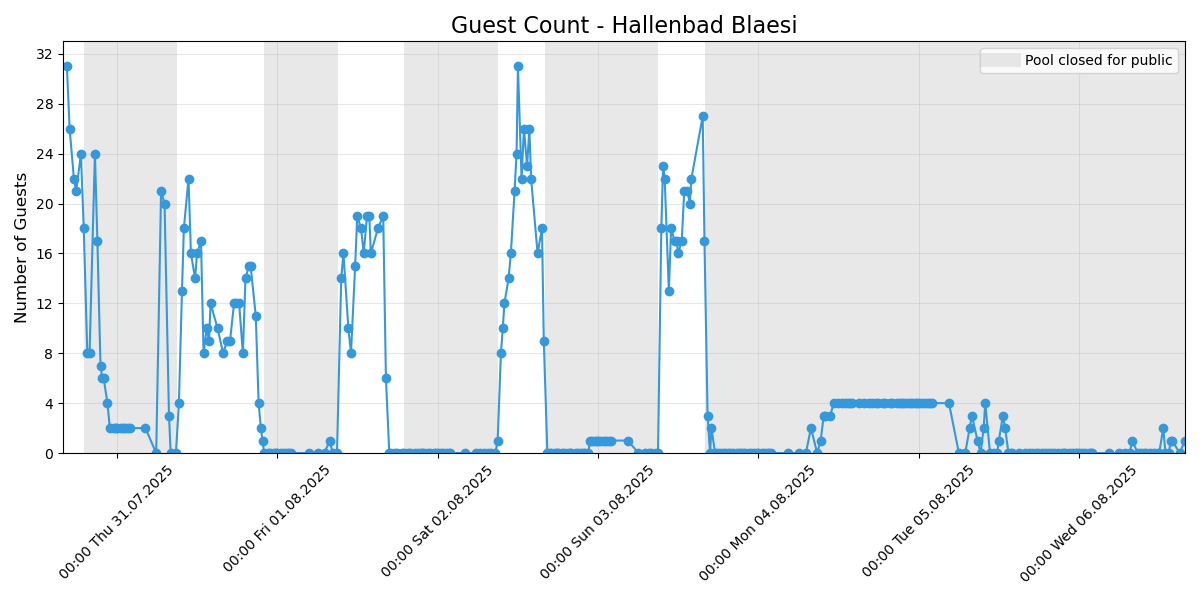 Guest Count - Hallenbad Blaesi
Pool closed for public
Number of Guests
32
28
24
20
16
12
8
4
0
00:00 Thu 31.07.2025
00:00 Fri 01.08.2025
00:00 Sat 02.08.2025
00:00 Sun 03.08.2025
00:00 Mon 04.08.2025
00:00 Tue 05.08.2025
00:00 Wed 06.08.2025